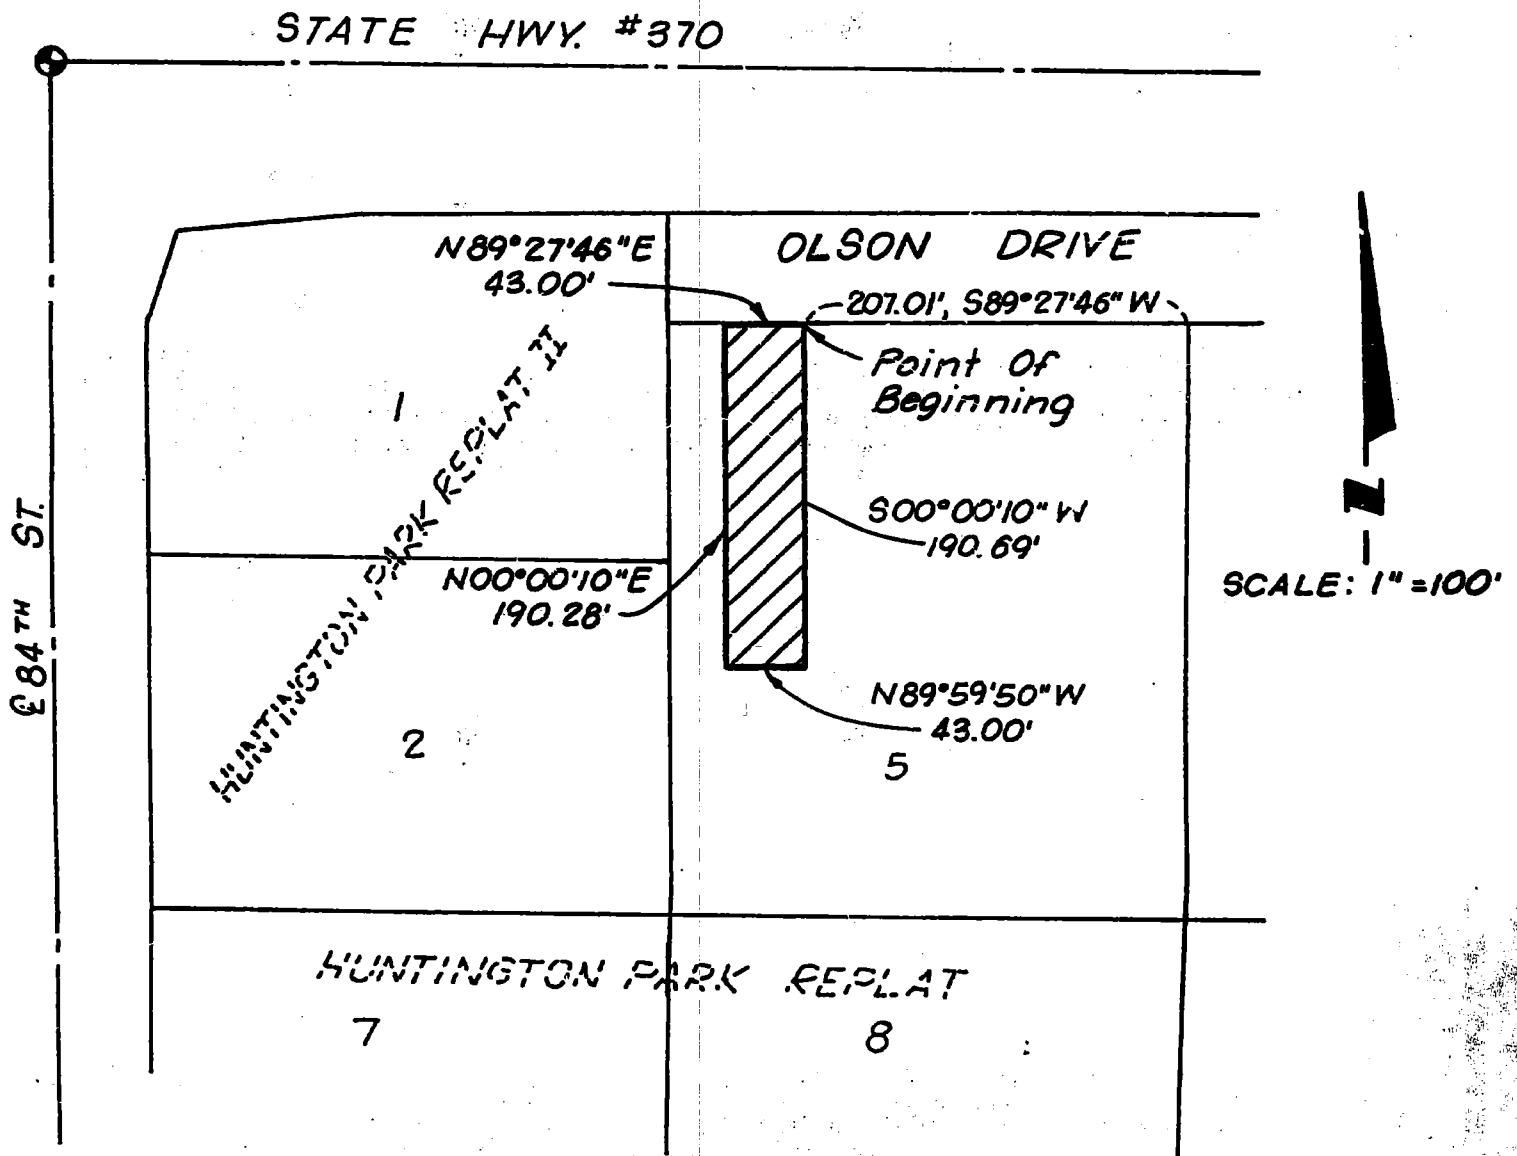 STATE HWY. #370
N89°27'46"E
43.00'
OLSON DRIVE
207.01', S89°27'46"W
Point Of
Beginning
1
HUNTINGTON PARK REPLAT II
S00°00'10"W
190.69'
N00°00'10"E
190.28'
N
SCALE: 1"=100'
℄ 84TH ST.
N89°59'50"W
43.00'
2
5
HUNTINGTON PARK REPLAT
7
8